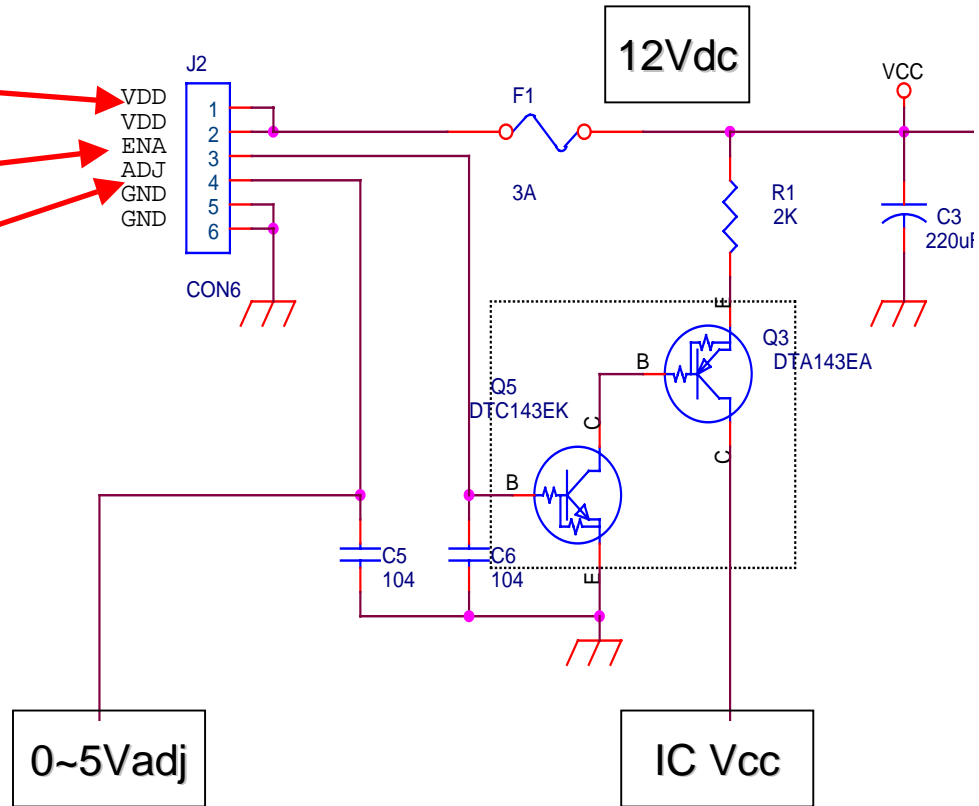 12Vdc
J2
VDD
VDD
ENA
ADJ
GND
GND
1
2
3
4
5
6
CON6
F1
3A
VCC
R1
2K
C3
220uF
E
Q3
DTA143EA
B
C
Q5
DTC143EK
C
B
E
C5
104
C6
104
0~5Vadj
IC Vcc